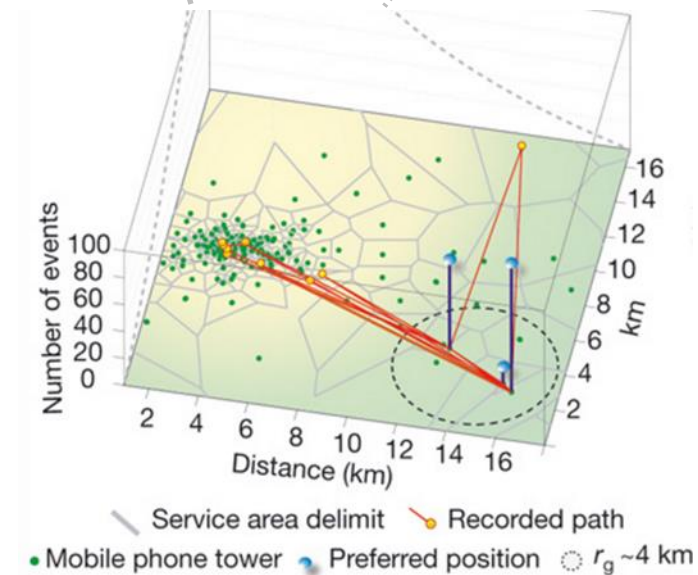 16
14
12
10
8
6
4
2
km
Number of events
100
80
60
40
20
0
2 4 6 8 10 12 14 16
Distance (km)
Service area delimit Recorded path
Mobile phone tower Preferred position r_g ~4 km